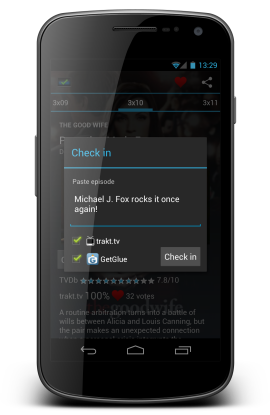 13:29
3x09 3x10 3x11
THE GOOD WIFE
Check in
Paste episode
Michael J. Fox rocks it once
again!
trakt.tv
GetGlue
Check in
TVDb 7.8/10
trakt.tv 100% 32 votes
goodwife
A routine arbitration turns into a battle of
wills between Alicia and Louis Canning, but
the pair makes an unexpected connection